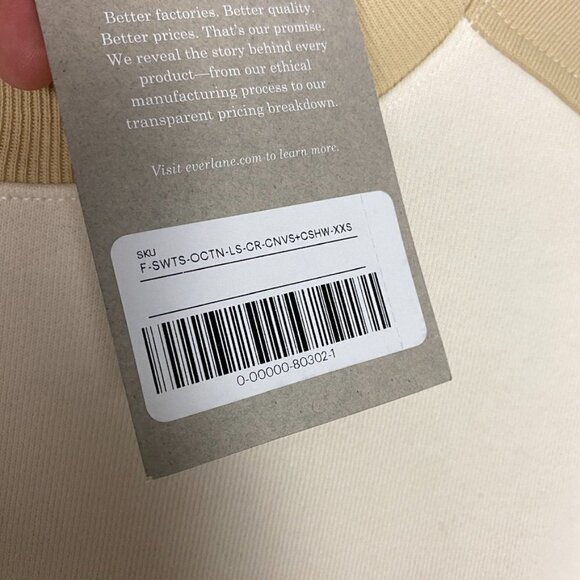 Better factories. Better quality.
Better prices. That's our promise.
We reveal the story behind every
product—from our ethical
manufacturing process to our
transparent pricing breakdown.
Visit everlane.com to learn more.
SKU
F-SWTS-OCTN-LS-CR-CNVS+CSHW-XXS
0-00000-80302-1